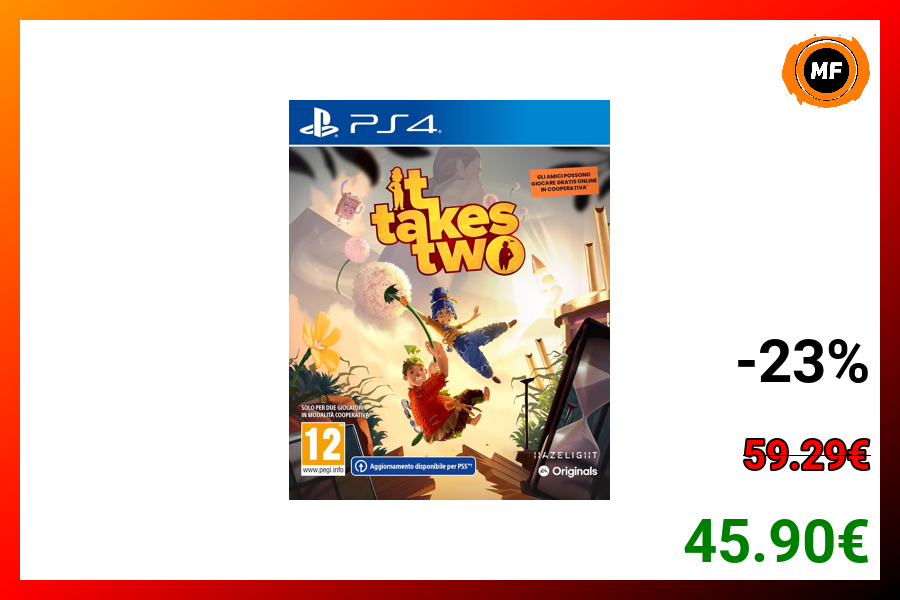 MF
PS4
GLI AMICI POSSONO
GIOCARE GRATIS ONLINE
IN COOPERATIVA*
it
takes
two
SOLO PER DUE GIOCATORI
IN MODALITÀ COOPERATIVA
12
www.pegi.info
Aggiornamento disponibile per PS5™*
HAZELIGHT
EA Originals
-23%
59.29€
45.90€